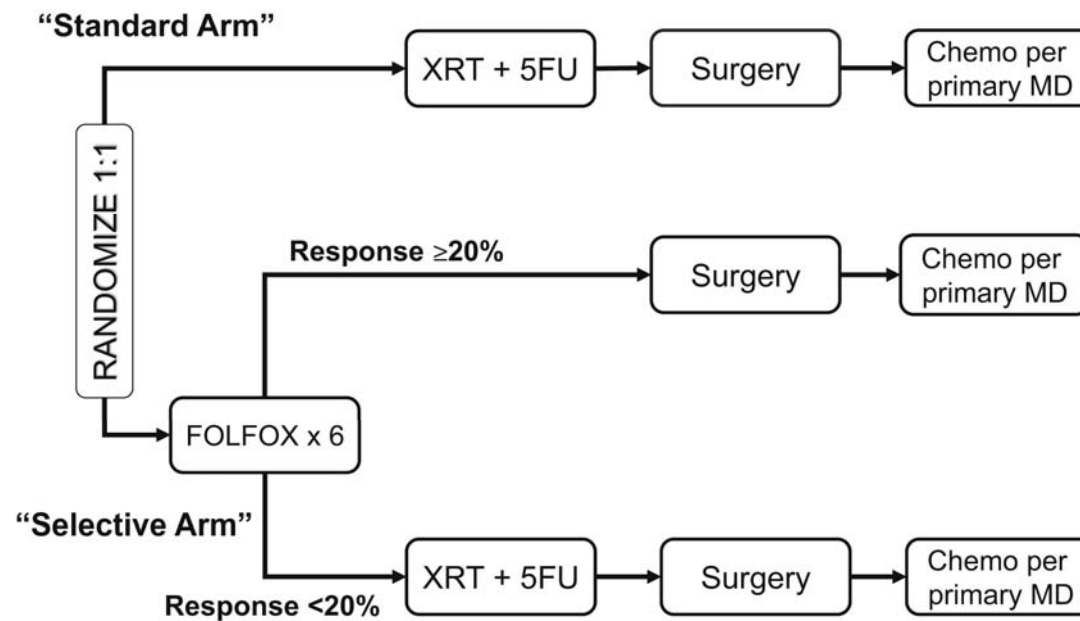 “Standard Arm”
XRT + 5FU
Surgery
Chemo per
primary MD
RANDOMIZE 1:1
Response ≥20%
Surgery
Chemo per
primary MD
FOLFOX x 6
“Selective Arm”
Response <20%
XRT + 5FU
Surgery
Chemo per
primary MD